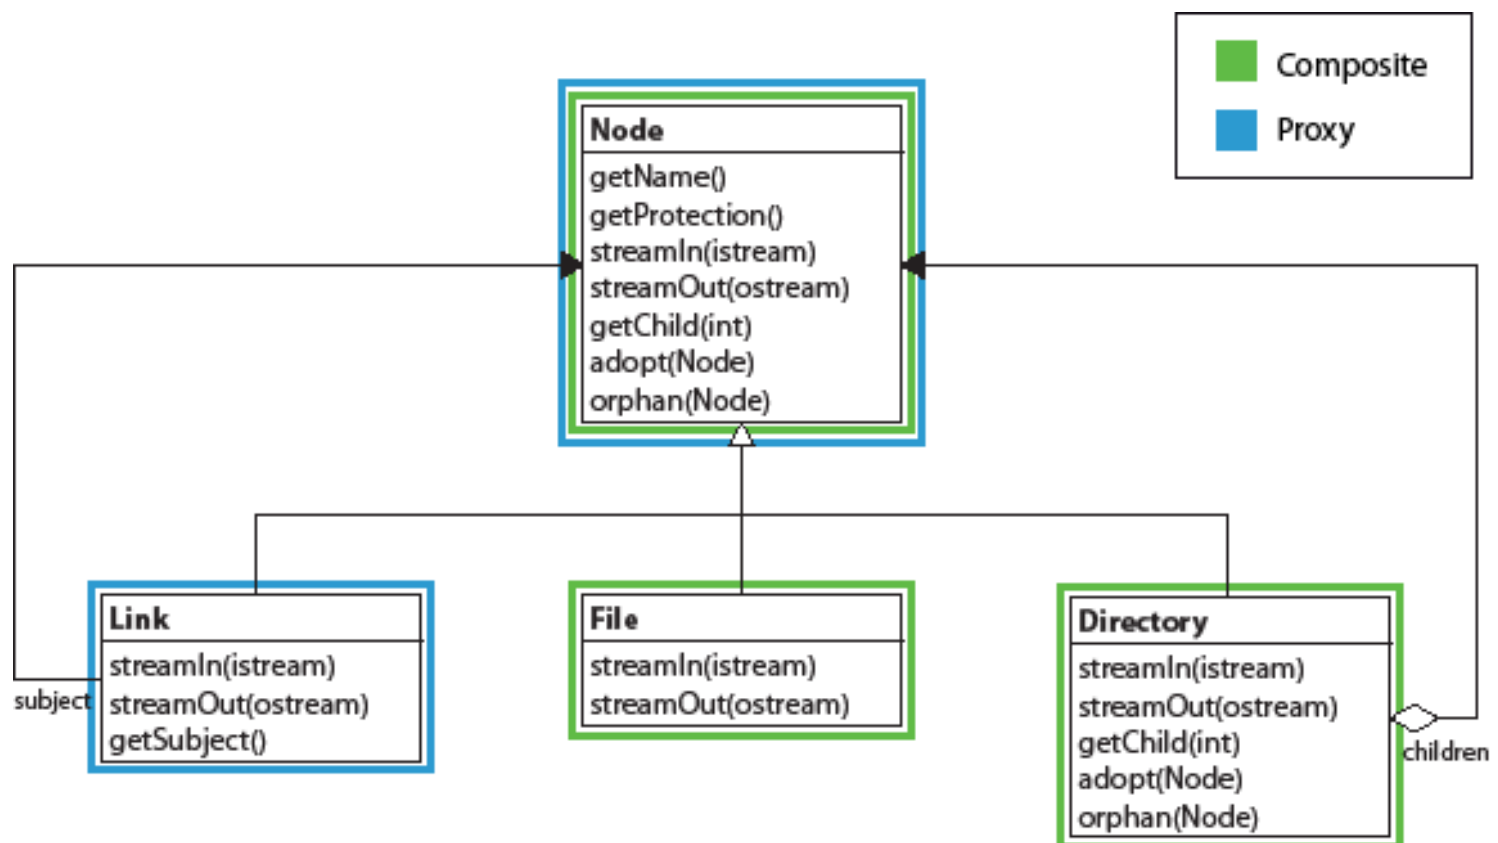 Composite
Proxy
Node
getName()
getProtection()
streamIn(istream)
streamOut(ostream)
getChild(int)
adopt(Node)
orphan(Node)
Link
streamIn(istream)
streamOut(ostream)
getSubject()
subject
File
streamIn(istream)
streamOut(ostream)
Directory
streamIn(istream)
streamOut(ostream)
getChild(int)
adopt(Node)
orphan(Node)
children